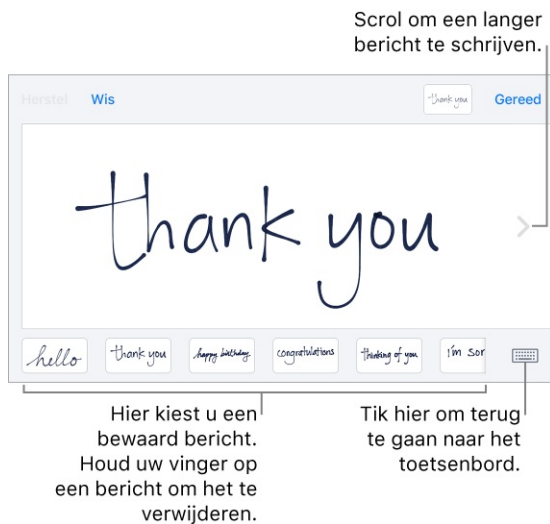 Scrol om een langer
bericht te schrijven.
Herstel Wis thank you Gereed
thank you
hello thank you happy birthday congratulations thinking of you I'm sor
Hier kiest u een
bewaard bericht.
Houd uw vinger op
een bericht om het te
verwijderen.
Tik hier om terug
te gaan naar het
toetsenbord.